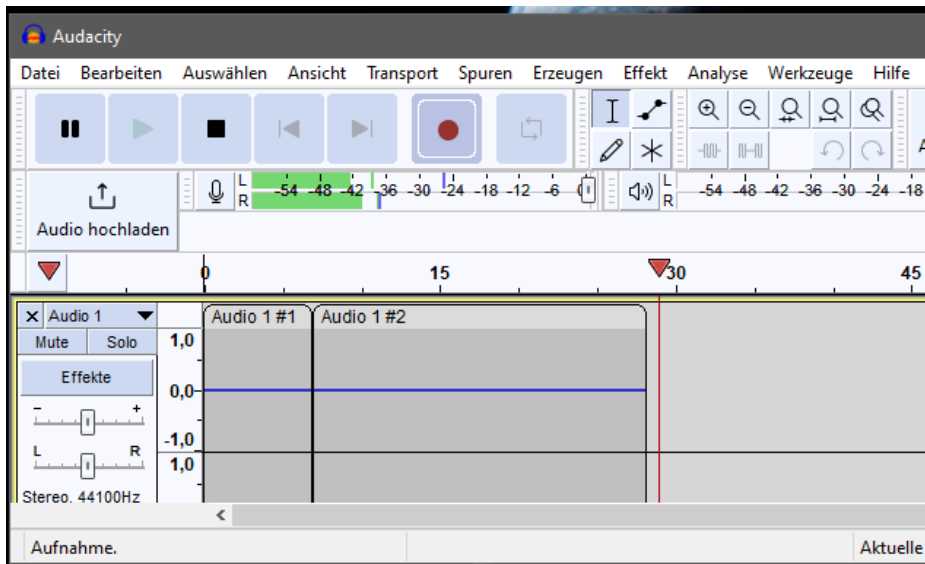 Audacity
Datei Bearbeiten Auswählen Ansicht Transport Spuren Erzeugen Effekt Analyse Werkzeuge Hilfe
L
R
-54 -48 -42 -36 -30 -24 -18 -12 -6
L
R
-54 -48 -42 -36 -30 -24 -18
Audio hochladen
0 15 30 45
Audio 1
Audio 1 #1 Audio 1 #2
Mute Solo
1,0
Effekte
0,0
- +
-1,0
L R
1,0
Stereo, 44100Hz
Aufnahme. Aktuelle